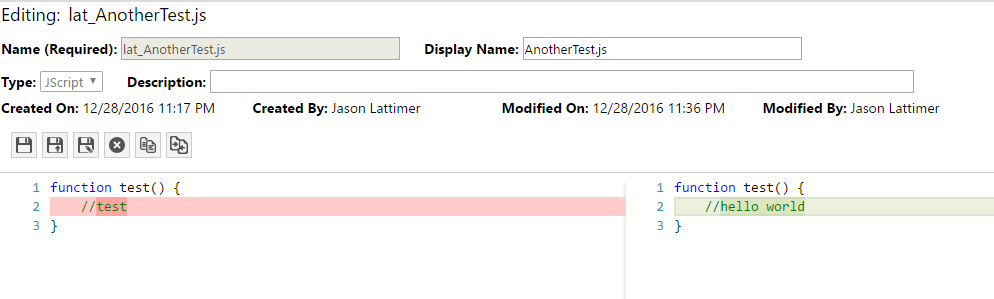 Editing: lat_AnotherTest.js
Name (Required): lat_AnotherTest.js Display Name: AnotherTest.js
Type: JScript Description:
Created On: 12/28/2016 11:17 PM Created By: Jason Lattimer Modified On: 12/28/2016 11:36 PM Modified By: Jason Lattimer
1 function test() { 1 function test() {
2 //test 2 //hello world
3 } 3 }